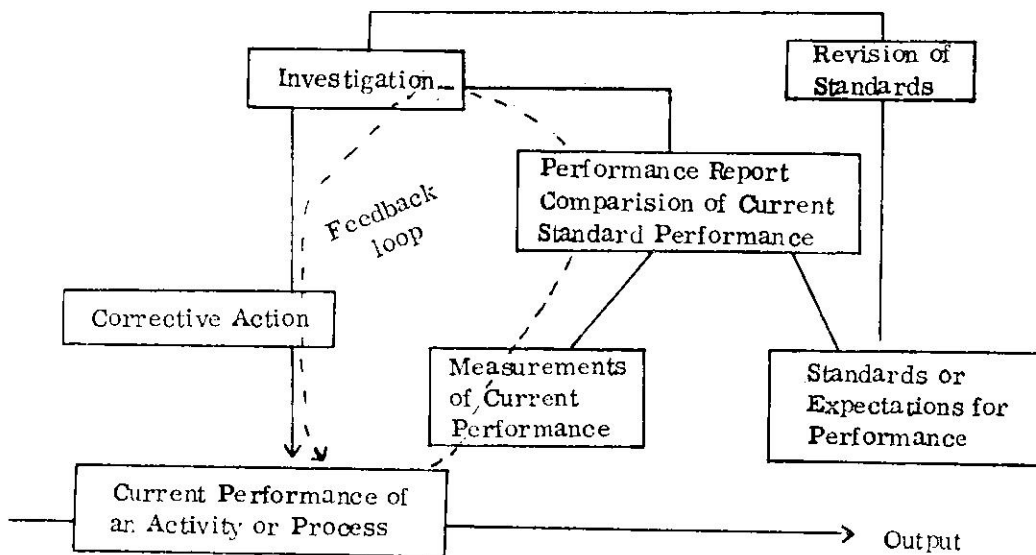 Revision of
Standards
Investigation
Performance Report
Comparision of Current
Standard Performance
Feedback
loop
Corrective Action
Measurements
of Current
Performance
Standards or
Expectations for
Performance
Current Performance of
an Activity or Process
Output